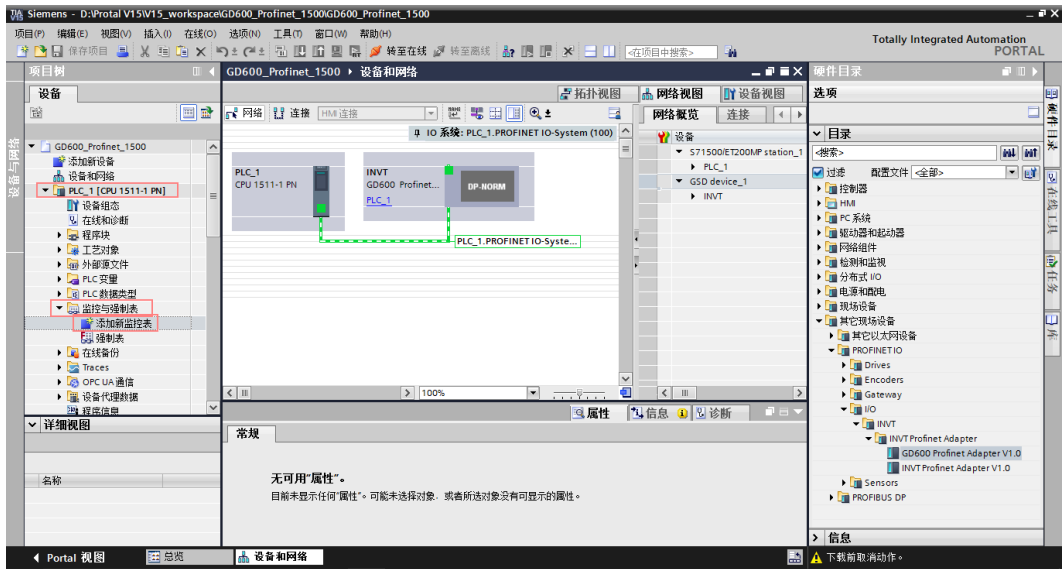 Siemens - D:\Protal V15\V15_workspace\GD600_Profinet_1500\GD600_Profinet_1500
项目(P) 编辑(E) 视图(V) 插入(I) 在线(O) 选项(N) 工具(T) 窗口(W) 帮助(H)
Totally Integrated Automation
PORTAL
保存项目 转至在线 转至离线 <在项目中搜索>
项目树
GD600_Profinet_1500 ▸ 设备和网络
硬件目录
设备
拓扑视图 网络视图 设备视图
选项
网络 连接 HMI 连接
网络概览 连接
IO 系统: PLC_1.PROFINET IO-System (100)
设备与网络
GD600_Profinet_1500
添加新设备
设备和网络
PLC_1 [CPU 1511-1 PN]
设备组态
在线和诊断
程序块
工艺对象
外部源文件
PLC 变量
PLC 数据类型
监控与强制表
添加新监控表
强制表
在线备份
Traces
OPC UA 通信
设备代理数据
程序信息
PLC_1
CPU 1511-1 PN
INVT
GD600 Profinet...
DP-NORM
PLC_1
PLC_1.PROFINET IO-Syste...
100%
设备
S71500/ET200MP station_1
PLC_1
GSD device_1
INVT
目录
<搜索>
过滤 配置文件 <全部>
控制器
HMI
PC 系统
驱动器和起动器
网络组件
检测和监视
分布式 I/O
电源和配电
现场设备
其它现场设备
其它以太网设备
PROFINET IO
Drives
Encoders
Gateway
I/O
INVT
INVT Profinet Adapter
GD600 Profinet Adapter V1.0
INVT Profinet Adapter V1.0
Sensors
PROFIBUS DP
信息
硬件目录
在线工具
任务
库
详细视图
名称
属性 信息 诊断
常规
无可用“属性”。
目前未显示任何“属性”。可能未选择对象，或者所选对象没有可显示的属性。
Portal 视图 总览 设备和网络
下载前取消动作。